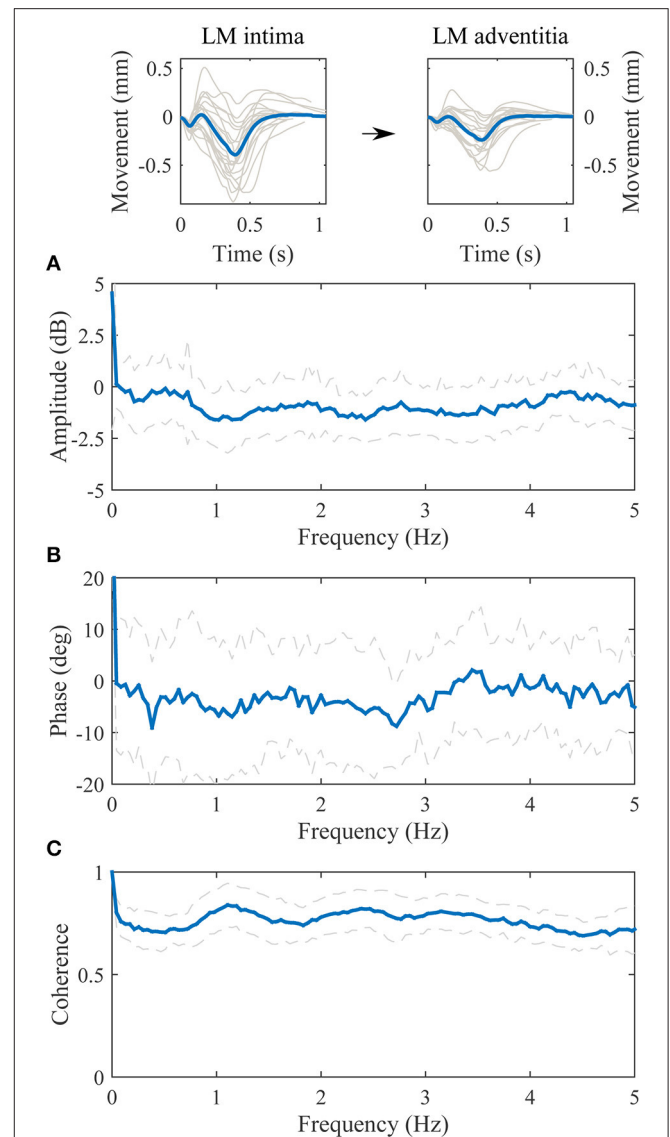 LM intima
LM adventitia
Movement (mm)
0.5
0
-0.5
0 0.5 1
Time (s)
0.5
0
-0.5
Movement (mm)
0 0.5 1
Time (s)
A
Amplitude (dB)
5
2.5
0
-2.5
-5
0 1 2 3 4 5
Frequency (Hz)
B
Phase (deg)
20
10
0
-10
-20
0 1 2 3 4 5
Frequency (Hz)
C
Coherence
1
0.5
0
0 1 2 3 4 5
Frequency (Hz)